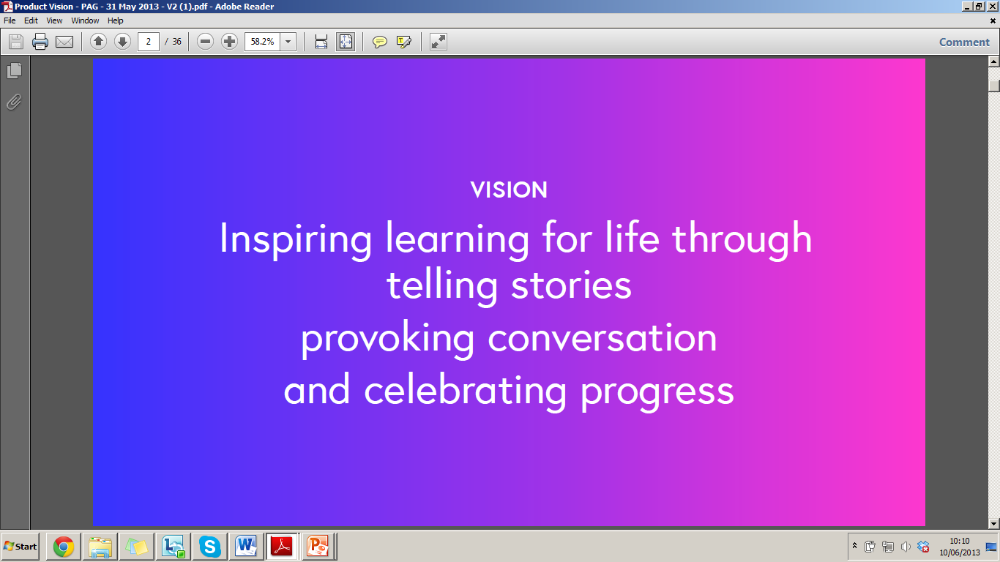 Product Vision - PAG - 31 May 2013 - V2 (1).pdf - Adobe Reader
File Edit View Window Help
2 / 36 58.2% Comment
VISION
Inspiring learning for life through
telling stories
provoking conversation
and celebrating progress
Start
10:10
10/06/2013